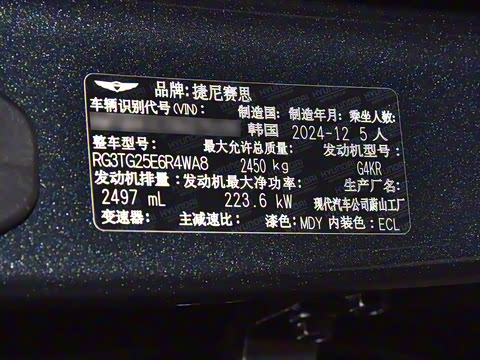 品牌:捷尼赛思
车辆识别代号(VIN): 制造国: 制造年月: 乘坐人数:
韩国 2024-12 5 人
整车型号: 最大允许总质量: 发动机型号:
RG3TG25E6R4WA8 2450 kg G4KR
发动机排量: 发动机最大净功率: 生产厂名:
2497 mL 223.6 kW 现代汽车公司蔚山工厂
变速器: 主减速比: 漆色:MDY 内装色:ECL